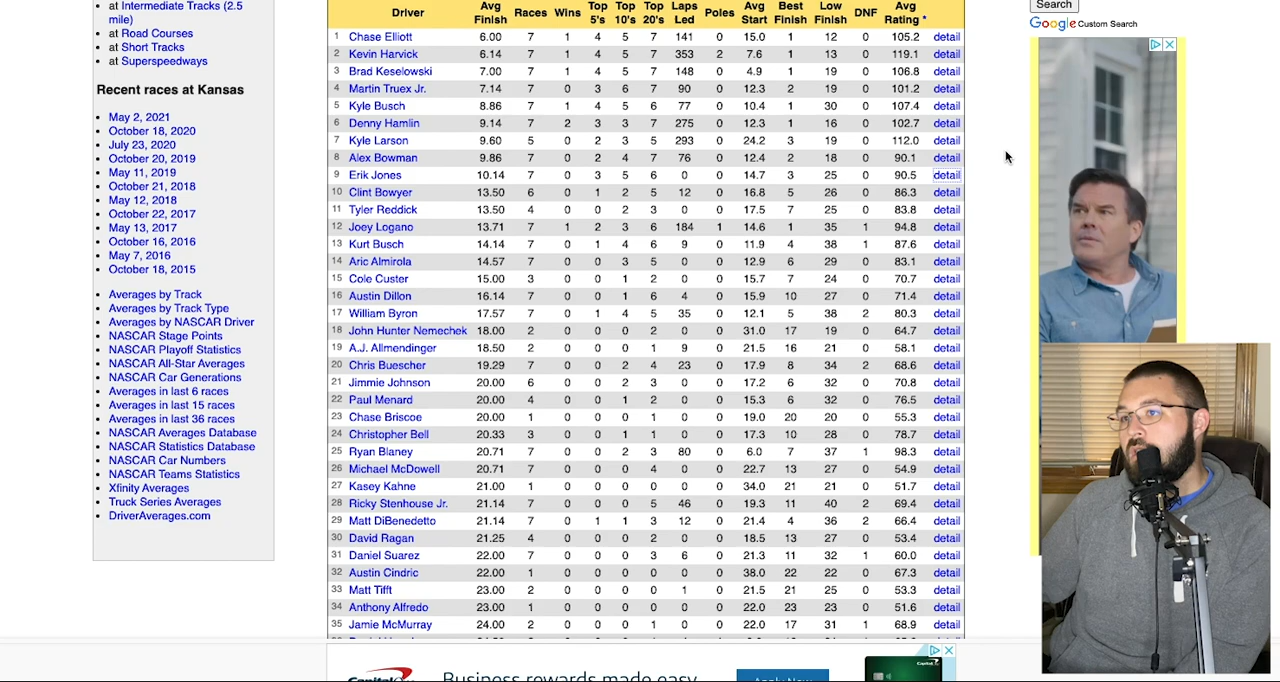 at Intermediate Tracks (2.5
mile)
at Road Courses
at Short Tracks
at Superspeedways
Recent races at Kansas
May 2, 2021
October 18, 2020
July 23, 2020
October 20, 2019
May 11, 2019
October 21, 2018
May 12, 2018
October 22, 2017
May 13, 2017
October 16, 2016
May 7, 2016
October 18, 2015
Averages by Track
Averages by Track Type
Averages by NASCAR Driver
NASCAR Stage Points
NASCAR Playoff Statistics
NASCAR All-Star Averages
NASCAR Car Generations
Averages in last 6 races
Averages in last 15 races
Averages in last 36 races
NASCAR Averages Database
NASCAR Statistics Database
NASCAR Car Numbers
NASCAR Teams Statistics
Xfinity Averages
Truck Series Averages
DriverAverages.com
Driver Avg Finish Races Wins Top 5's Top 10's Top 20's Laps Led Poles Avg Start Best Finish Low Finish DNF Avg Rating *
1 Chase Elliott 6.00 7 1 4 5 7 141 0 15.0 1 12 0 105.2 detail
2 Kevin Harvick 6.14 7 1 4 5 7 353 2 7.6 1 13 0 119.1 detail
3 Brad Keselowski 7.00 7 1 4 5 7 148 0 4.9 1 19 0 106.8 detail
4 Martin Truex Jr. 7.14 7 0 3 6 7 90 0 12.3 2 19 0 101.2 detail
5 Kyle Busch 8.86 7 1 4 5 6 77 0 10.4 1 30 0 107.4 detail
6 Denny Hamlin 9.14 7 2 3 3 7 275 0 12.3 1 16 0 102.7 detail
7 Kyle Larson 9.60 5 0 2 3 5 293 0 24.2 3 19 0 112.0 detail
8 Alex Bowman 9.86 7 0 2 4 7 76 0 12.4 2 18 0 90.1 detail
9 Erik Jones 10.14 7 0 3 5 6 0 0 14.7 3 25 0 90.5 detail
10 Clint Bowyer 13.50 6 0 1 2 5 12 0 16.8 5 26 0 86.3 detail
11 Tyler Reddick 13.50 4 0 0 2 3 0 0 17.5 7 25 0 83.8 detail
12 Joey Logano 13.71 7 1 2 3 6 184 1 14.6 1 35 1 94.8 detail
13 Kurt Busch 14.14 7 0 1 4 6 9 0 11.9 4 38 1 87.6 detail
14 Aric Almirola 14.57 7 0 0 3 5 0 0 12.9 6 29 0 83.1 detail
15 Cole Custer 15.00 3 0 0 1 2 0 0 15.7 7 24 0 70.7 detail
16 Austin Dillon 16.14 7 0 0 1 6 4 0 15.9 10 27 0 71.4 detail
17 William Byron 17.57 7 0 1 4 5 35 0 12.1 5 38 2 80.3 detail
18 John Hunter Nemechek 18.00 2 0 0 0 2 0 0 31.0 17 19 0 64.7 detail
19 A.J. Allmendinger 18.50 2 0 0 0 1 9 0 21.5 16 21 0 58.1 detail
20 Chris Buescher 19.29 7 0 0 2 4 23 0 17.9 8 34 2 68.6 detail
21 Jimmie Johnson 20.00 6 0 0 2 3 0 0 17.2 6 32 0 70.8 detail
22 Paul Menard 20.00 4 0 0 1 2 0 0 15.3 6 32 0 76.5 detail
23 Chase Briscoe 20.00 1 0 0 0 1 0 0 19.0 20 20 0 55.3 detail
24 Christopher Bell 20.33 3 0 0 1 1 0 0 17.3 10 28 0 78.7 detail
25 Ryan Blaney 20.71 7 0 0 2 3 80 0 6.0 7 37 1 98.3 detail
26 Michael McDowell 20.71 7 0 0 0 4 0 0 22.7 13 27 0 54.9 detail
27 Kasey Kahne 21.00 1 0 0 0 0 0 0 34.0 21 21 0 51.7 detail
28 Ricky Stenhouse Jr. 21.14 7 0 0 0 5 46 0 19.3 11 40 2 69.4 detail
29 Matt DiBenedetto 21.14 7 0 1 1 3 12 0 21.4 4 36 2 66.4 detail
30 David Ragan 21.25 4 0 0 0 2 0 0 18.5 13 27 0 53.4 detail
31 Daniel Suarez 22.00 7 0 0 0 3 6 0 21.3 11 32 1 60.0 detail
32 Austin Cindric 22.00 1 0 0 0 0 0 0 38.0 22 22 0 67.3 detail
33 Matt Tifft 23.00 2 0 0 0 0 1 0 21.5 21 25 0 53.3 detail
34 Anthony Alfredo 23.00 1 0 0 0 0 0 0 22.0 23 23 0 51.6 detail
35 Jamie McMurray 24.00 2 0 0 0 1 0 0 22.0 17 31 1 68.9 detail
Search
Google Custom Search
Capital
Business rewards made easy
Apply Now